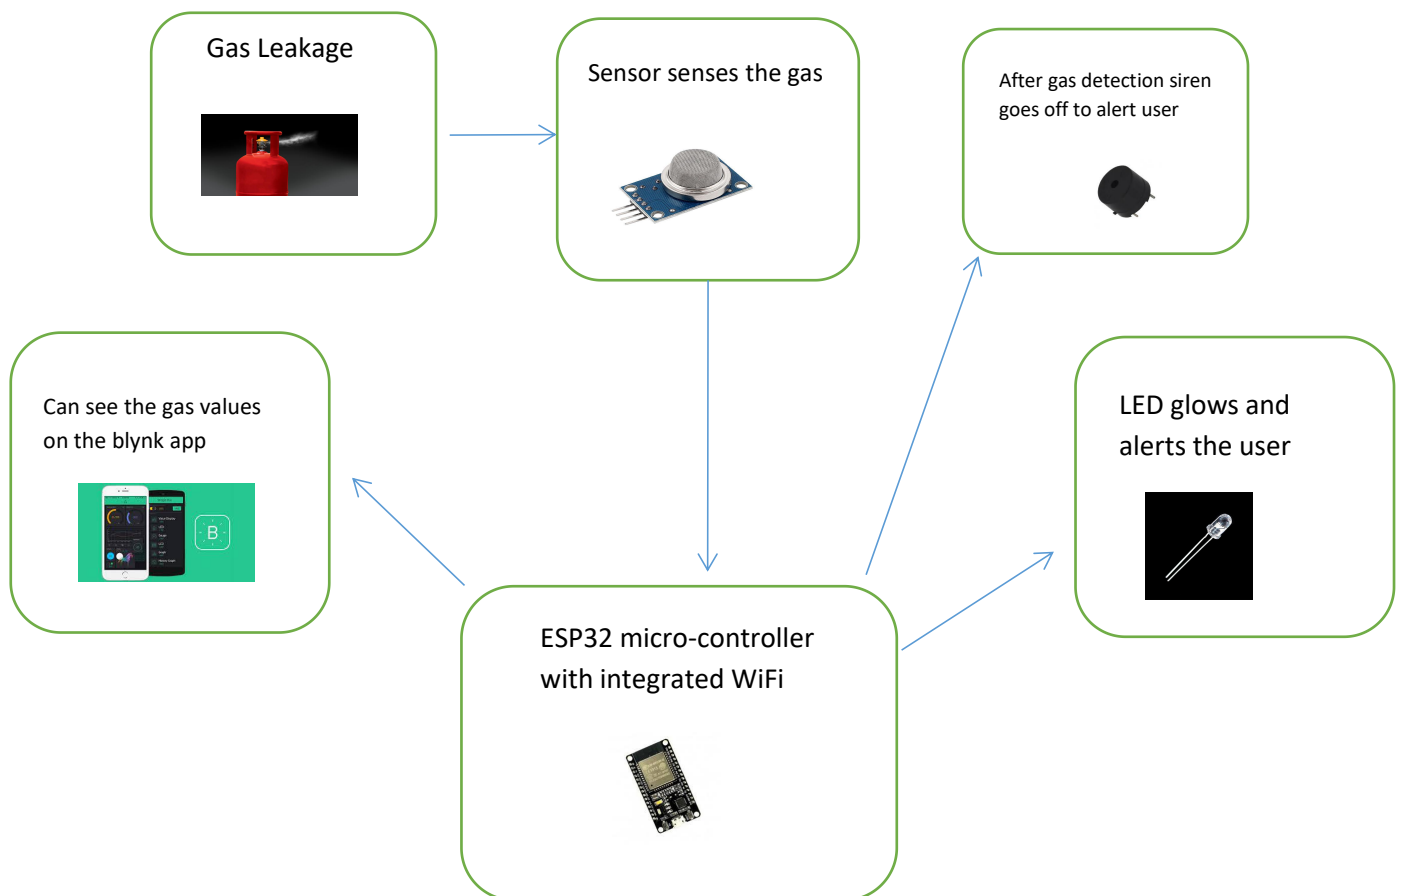 Gas Leakage
Sensor senses the gas
After gas detection siren
goes off to alert user
Can see the gas values
on the blynk app
B
LED glows and
alerts the user
ESP32 micro-controller
with integrated WiFi